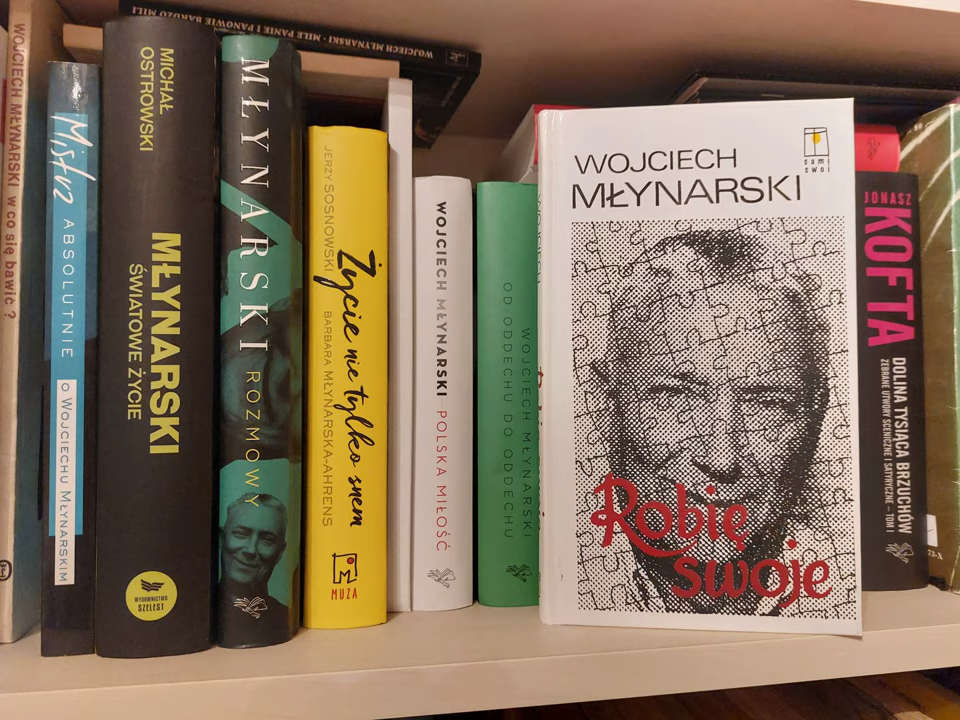 WOJCIECH MŁYNARSKI • MIŁE PANIE I PANOWIE BARDZO MILI
WOJCIECH MŁYNARSKI w co się bawić ?
Mistrz ABSOLUTNIE
O WOJCIECHU MŁYNARSKIM
MICHAŁ
OSTROWSKI
MŁYNARSKI
ŚWIATOWE ŻYCIE
WYDAWNICTWO
SZELEST
MŁYNARSKI ROZMOWY
JERZY SOSNOWSKI BARBARA MŁYNARSKA-AHRENS
Życie nie tylko snem
MUZA
WOJCIECH MŁYNARSKI POLSKA MIŁOŚĆ
WOJCIECH MŁYNARSKI
OD ODDECHU DO ODDECHU
WOJCIECH
MŁYNARSKI
sami
swoi
Robię
swoje
JONASZ
KOFTA
DOLINA TYSIĄCA BRZUCHÓW
ZEBRANE UTWORY SCENICZNE I SATYRYCZNE – TOM I